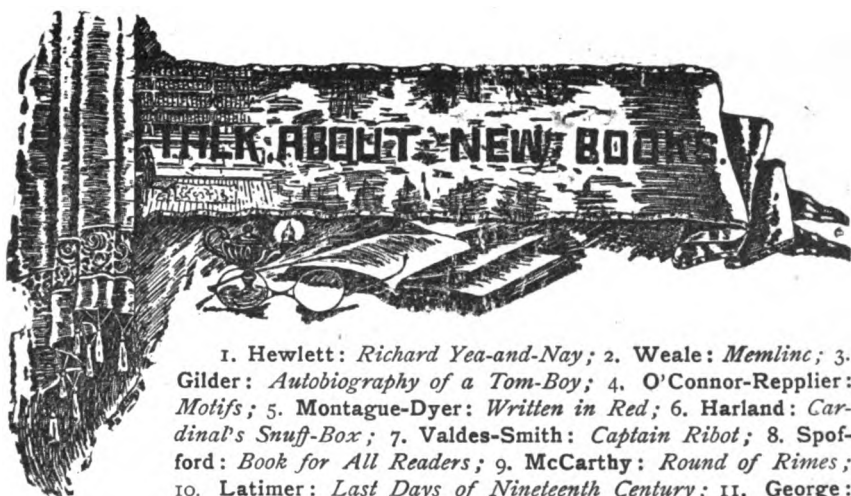 TALK ABOUT NEW BOOKS.
1. Hewlett: Richard Yea-and-Nay; 2. Weale: Memlinc; 3.
Gilder: Autobiography of a Tom-Boy; 4. O'Connor-Repplier:
Motifs; 5. Montague-Dyer: Written in Red; 6. Harland: Car-
dinal's Snuff-Box; 7. Valdes-Smith: Captain Ribot; 8. Spof-
ford: Book for All Readers; 9. McCarthy: Round of Rimes;
10. Latimer: Last Days of Nineteenth Century; 11. George: